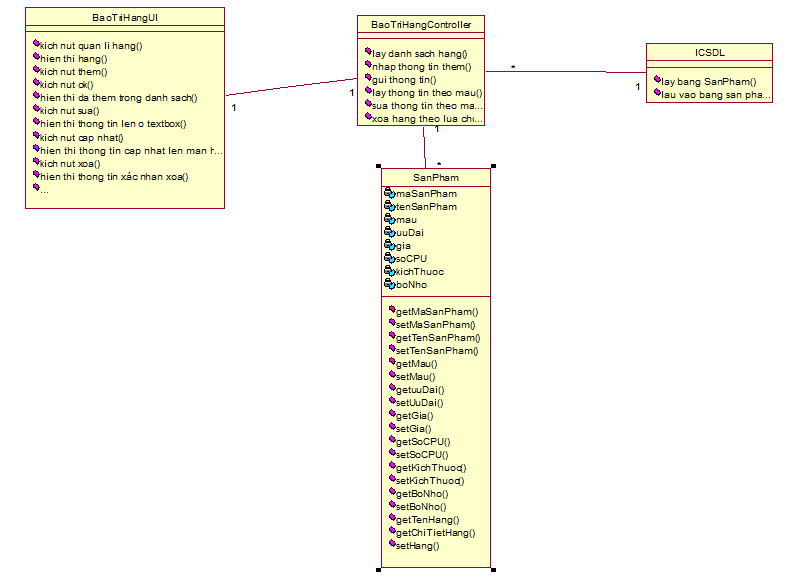 BaoTriHangUI
kich nut quan li hang()
hien thi hang()
kich nut them()
kich nut ok()
hien thi da them trong danh sach()
kich nut sua()
hien thi thong tin len o textbox()
kich nut cap nhat()
hien thi thong tin cap nhat len man h...
kich nut xoa()
hien thi thong tin xác nhan xoa()
...
1
1
BaoTriHangController
lay danh sach hang()
nhap thong tin them()
gui thong tin()
lay thong tin theo mau()
sua thong tin theo ma...
xoa hang theo lua cho...
1
*
*
1
ICSDL
lay bang SanPham()
lau vao bang san pha...
SanPham
maSanPham
tenSanPham
mau
uuDai
gia
soCPU
kichThuoc
boNho
getMaSanPham()
setMaSanPham()
getTenSanPham()
setTenSanPham()
getMau()
setMau()
getuuDai()
setUuDai()
getGia()
setGia()
getSoCPU()
setSoCPU()
getKichThuoc()
setKichThuoc()
getBoNho()
setBoNho()
getTenHang()
getChiTietHang()
setHang()